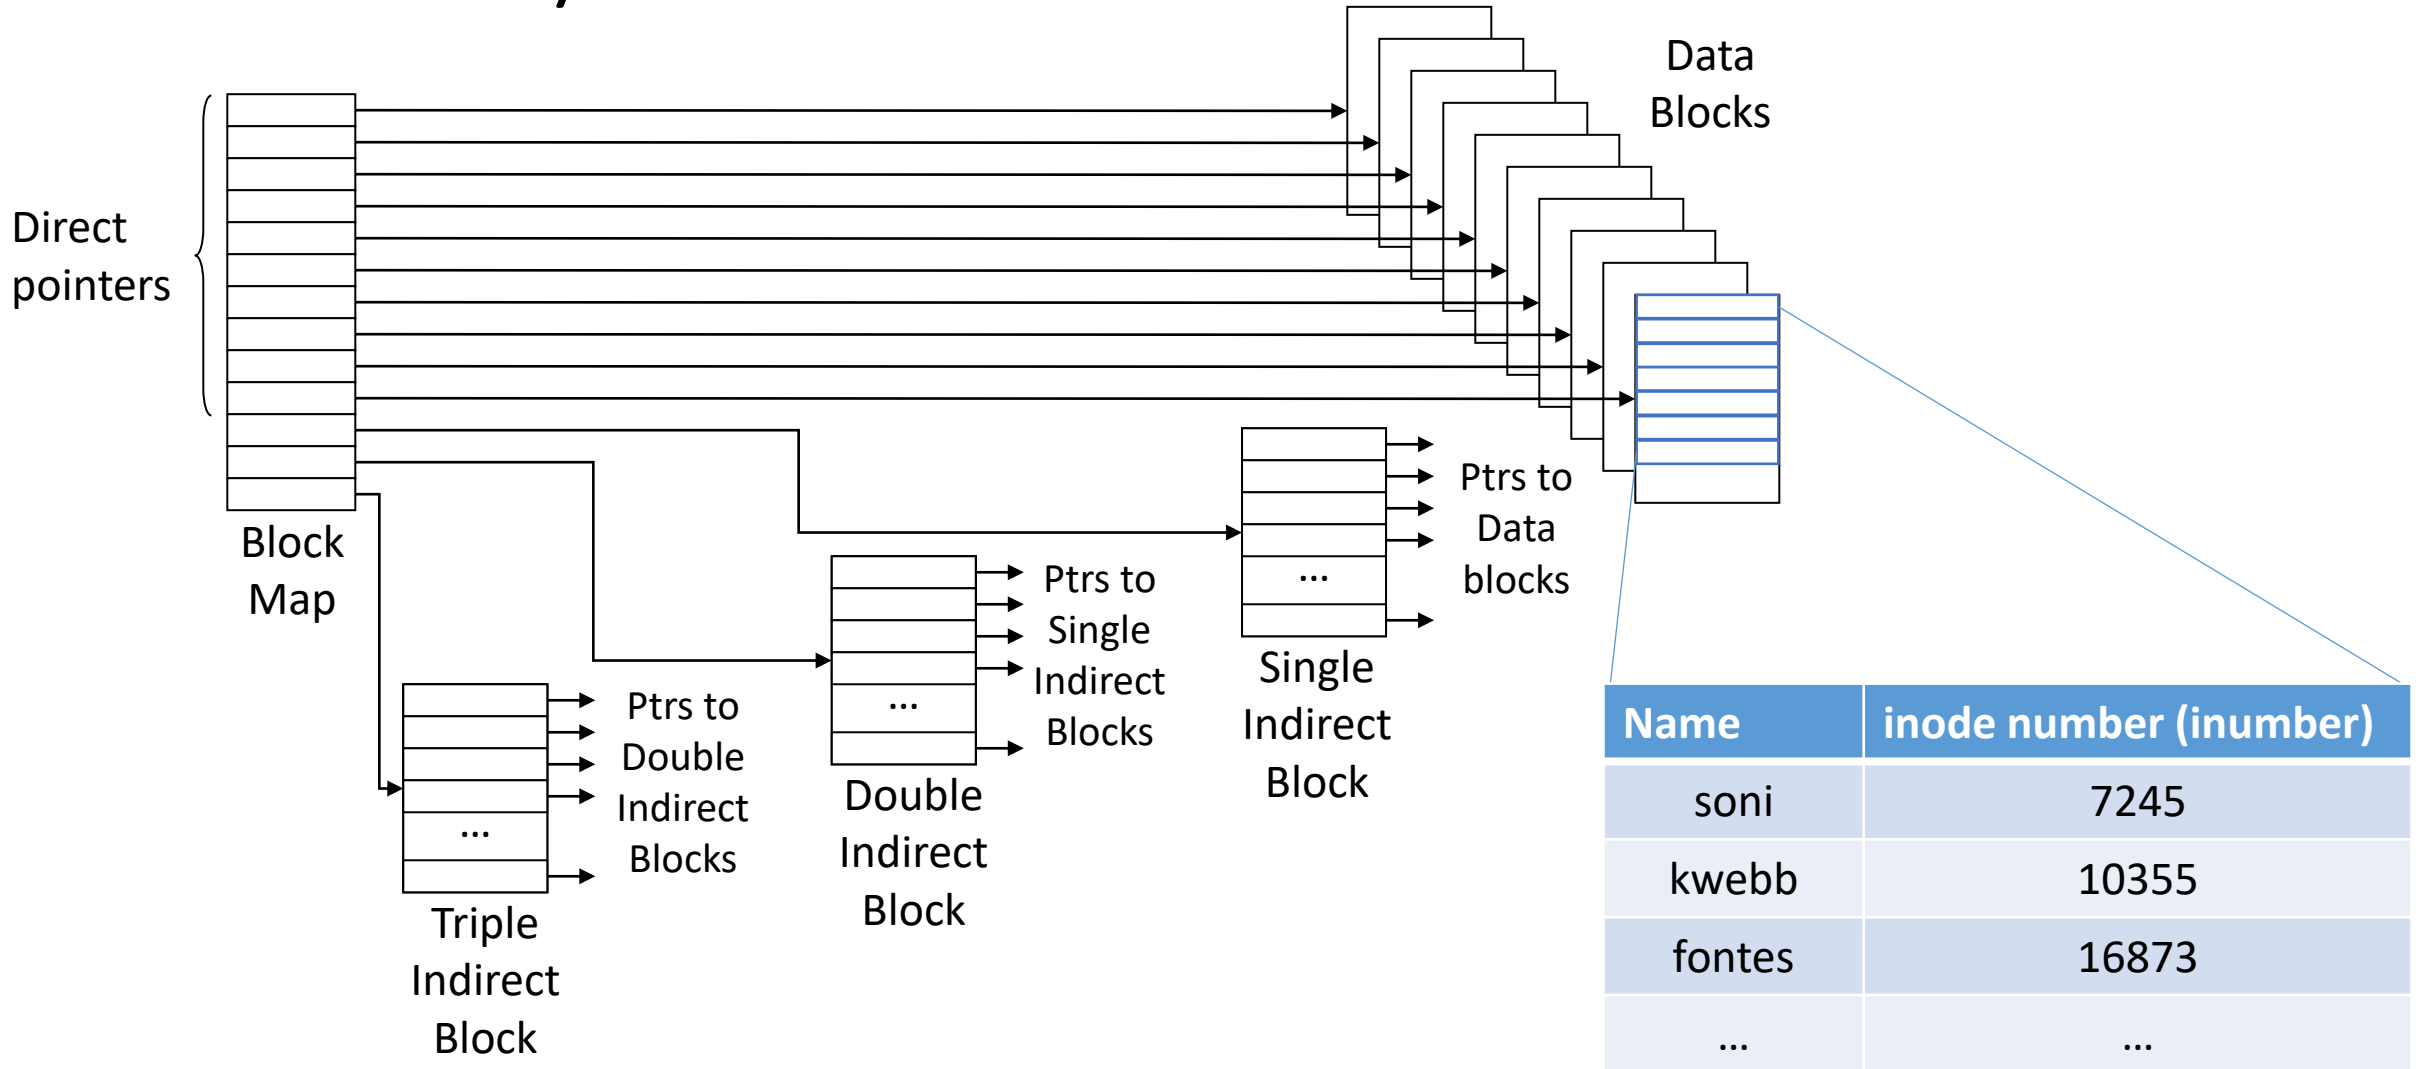 Data
Blocks
Direct
pointers
Block
Map
Ptrs to
Data
blocks
...
Single
Indirect
Block
Ptrs to
Single
Indirect
Blocks
...
Double
Indirect
Block
Ptrs to
Double
Indirect
Blocks
...
Triple
Indirect
Block
Name inode number (inumber)
soni 7245
kwebb 10355
fontes 16873
... ...